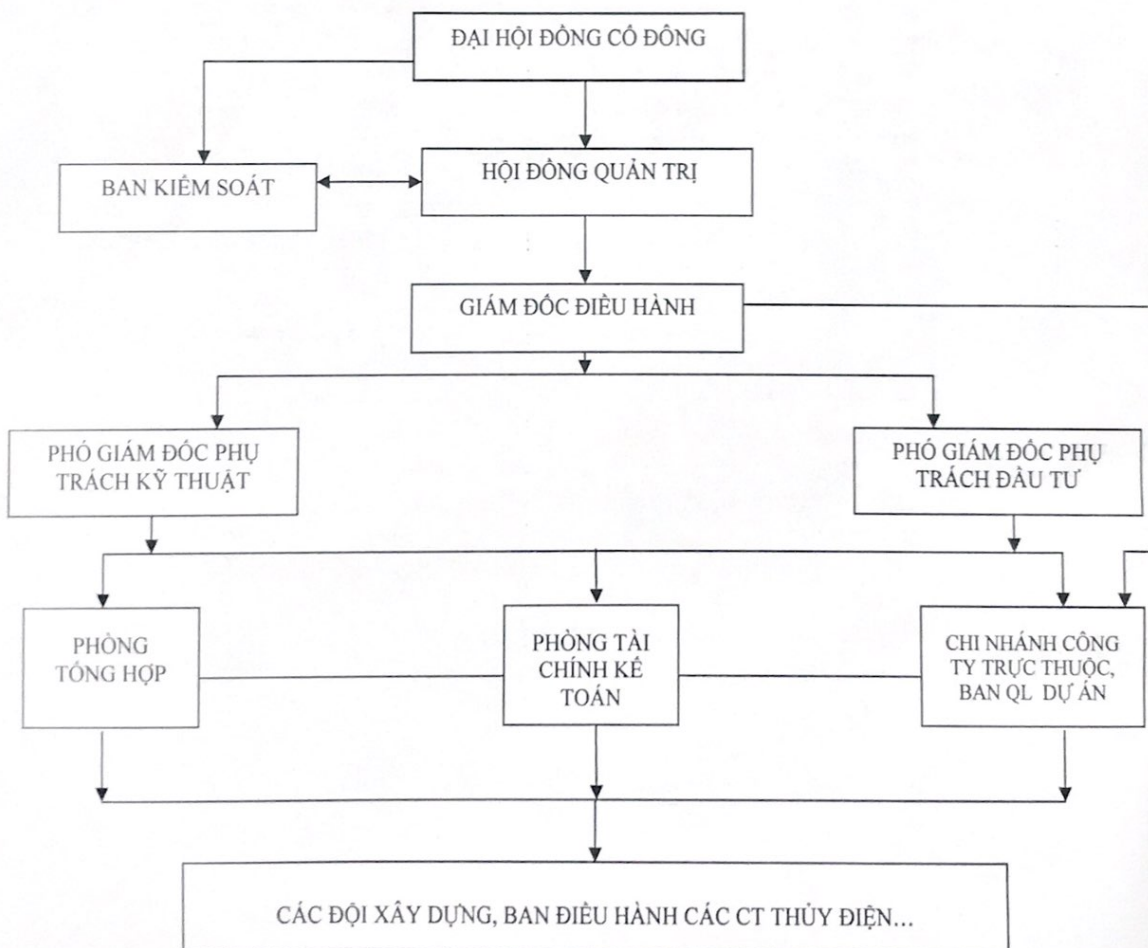 ĐẠI HỘI ĐỒNG CỔ ĐÔNG
HỘI ĐỒNG QUẢN TRỊ
BAN KIỂM SOÁT
GIÁM ĐỐC ĐIỀU HÀNH
PHÓ GIÁM ĐỐC PHỤ
TRÁCH KỸ THUẬT
PHÓ GIÁM ĐỐC PHỤ
TRÁCH ĐẦU TƯ
PHÒNG
TỔNG HỢP
PHÒNG TÀI
CHÍNH KẾ
TOÁN
CHI NHÁNH CÔNG
TY TRỰC THUỘC,
BAN QL DỰ ÁN
CÁC ĐỘI XÂY DỰNG, BAN ĐIỀU HÀNH CÁC CT THỦY ĐIỆN...